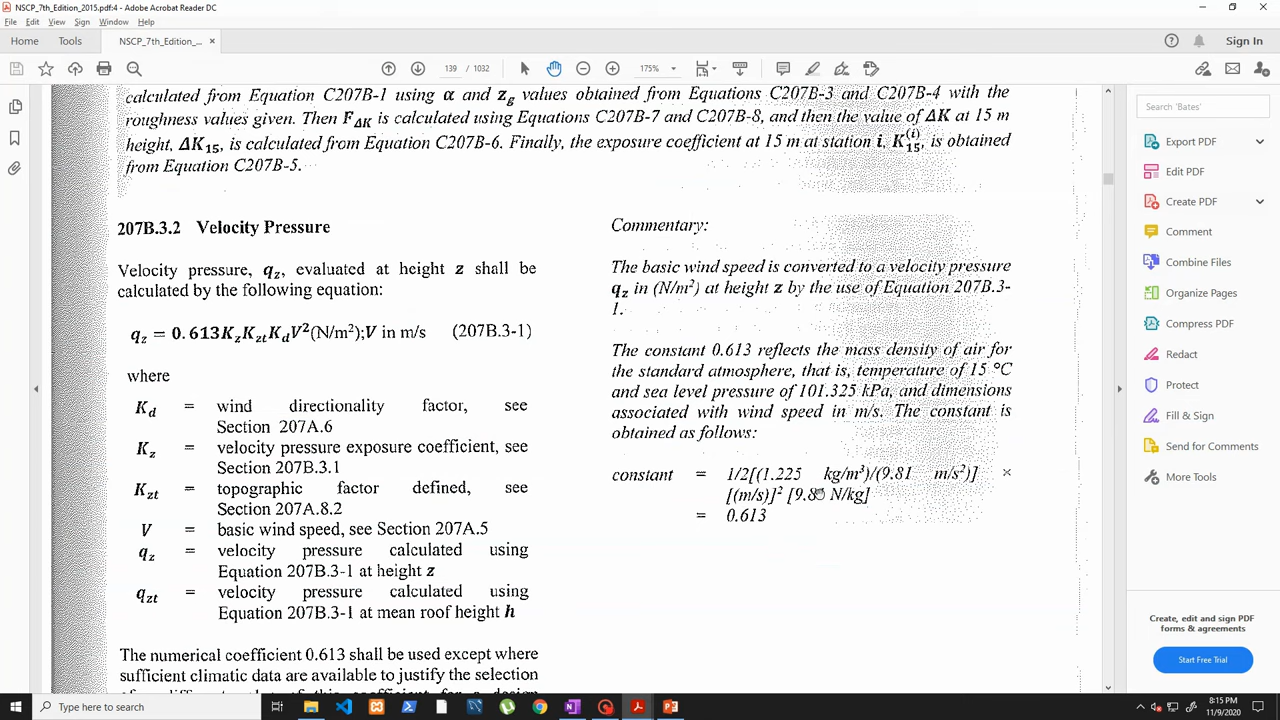 NSCP_7th_Edition_2015.pdf:4 - Adobe Acrobat Reader DC
File Edit View Sign Window Help
Home Tools NSCP_7th_Edition_... × Sign In
139 / 1032 175%
calculated from Equation C207B-1 using α and z_g values obtained from Equations C207B-3 and C207B-4 with the
roughness values given. Then F_ΔK is calculated using Equations C207B-7 and C207B-8, and then the value of ΔK at 15 m
height, ΔK₁₅, is calculated from Equation C207B-6. Finally, the exposure coefficient at 15 m at station i, K₁₅⁽ⁱ⁾, is obtained
from Equation C207B-5.
207B.3.2 Velocity Pressure
Velocity pressure, q_z, evaluated at height z shall be
calculated by the following equation:
q_z = 0.613K_zK_ztK_dV²(N/m²);V in m/s (207B.3-1)
where
K_d = wind directionality factor, see
Section 207A.6
K_z = velocity pressure exposure coefficient, see
Section 207B.3.1
K_zt = topographic factor defined, see
Section 207A.8.2
V = basic wind speed, see Section 207A.5
q_z = velocity pressure calculated using
Equation 207B.3-1 at height z
q_zt = velocity pressure calculated using
Equation 207B.3-1 at mean roof height h
The numerical coefficient 0.613 shall be used except where
sufficient climatic data are available to justify the selection
Commentary:
The basic wind speed is converted to a velocity pressure
q_z in (N/m²) at height z by the use of Equation 207B.3-
1.
The constant 0.613 reflects the mass density of air for
the standard atmosphere, that is, temperature of 15 °C
and sea level pressure of 101.325 kPa, and dimensions
associated with wind speed in m/s. The constant is
obtained as follows:
constant = 1/2[(1.225 kg/m³)/(9.81 m/s²)] ×
[(m/s)]² N/kg]
= 0.613
Search 'Bates'
Export PDF
Edit PDF
Create PDF
Comment
Combine Files
Organize Pages
Compress PDF
Redact
Protect
Fill & Sign
Send for Comments
More Tools
Create, edit and sign PDF
forms & agreements
Start Free Trial
Type here to search
8:15 PM
11/9/2020